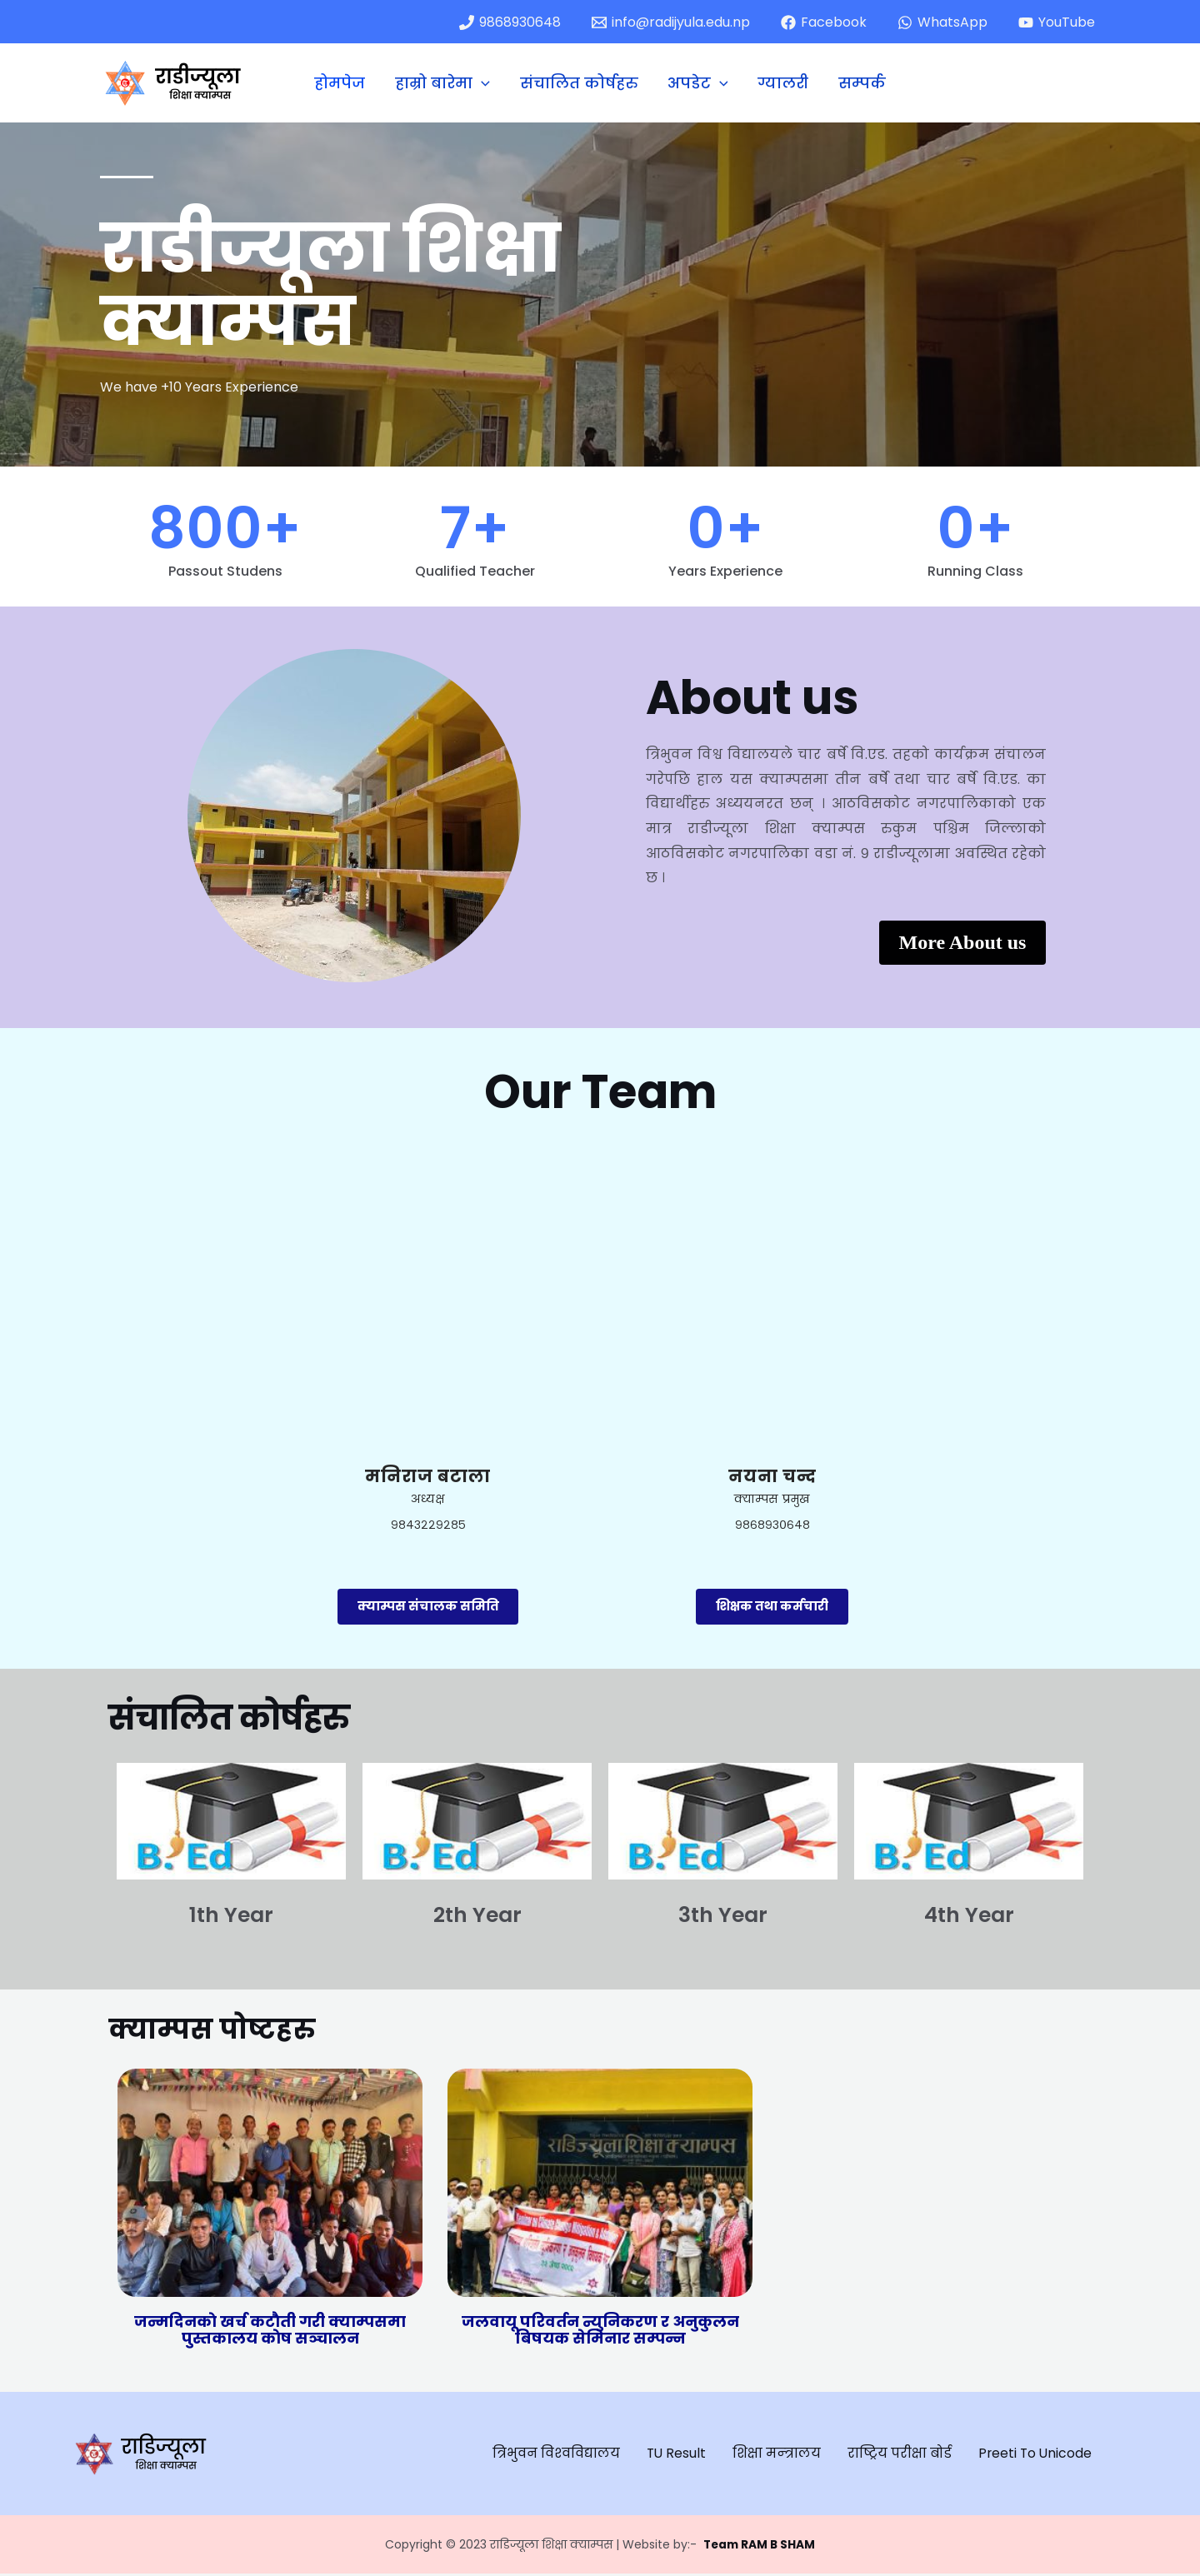 9868930648 info@radijyula.edu.np Facebook WhatsApp YouTube
राडीज्यूला
शिक्षा क्याम्पस
होमपेज हाम्रो बारेमा संचालित कोर्षहरु अपडेट ग्यालरी सम्पर्क
राडीज्यूला शिक्षा
क्याम्पस
We have +10 Years Experience
800+ 7+ 0+ 0+
Passout Studens Qualified Teacher Years Experience Running Class
About us
त्रिभुवन विश्व विद्यालयले चार बर्षे वि.एड. तहको कार्यक्रम संचालन
गरेपछि हाल यस क्याम्पसमा तीन बर्षे तथा चार बर्षे वि.एड. का
विद्यार्थीहरु अध्ययनरत छन् । आठविसकोट नगरपालिकाको एक
मात्र राडीज्यूला शिक्षा क्याम्पस रुकुम पश्चिम जिल्लाको
आठविसकोट नगरपालिका वडा नं. ९ राडीज्यूलामा अवस्थित रहेको
छ ।
More About us
Our Team
मनिराज बटाला नयना चन्द
अध्यक्ष क्याम्पस प्रमुख
9843229285 9868930648
क्याम्पस संचालक समिति शिक्षक तथा कर्मचारी
संचालित कोर्षहरु
B.Ed B.Ed B.Ed B.Ed
1th Year 2th Year 3th Year 4th Year
क्याम्पस पोष्टहरु
राडिज्यूला शिक्षा क्याम्पस
जन्मदिनको खर्च कटौती गरी क्याम्पसमा
पुस्तकालय कोष सञ्चालन
जलवायू परिवर्तन न्युनिकरण र अनुकुलन
बिषयक सेमिनार सम्पन्न
राडिज्यूला
शिक्षा क्याम्पस
त्रिभुवन विश्वविद्यालय TU Result शिक्षा मन्त्रालय राष्ट्रिय परीक्षा बोर्ड Preeti To Unicode
Copyright © 2023 राडिज्यूला शिक्षा क्याम्पस | Website by:- Team RAM B SHAM